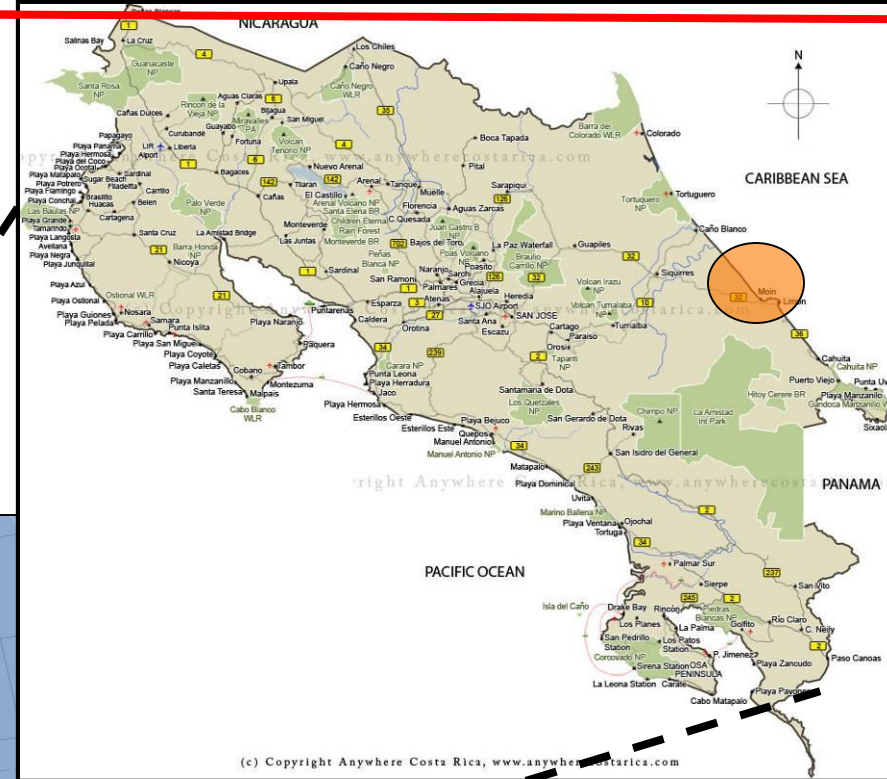 NICARAGUA
Salinas Bay
La Cruz
Los Chiles
Guanacaste NP
Santa Rosa NP
Caño Negro
Caño Negro WLR
Upala
Aguas Claras
Rincon de la Vieja NP
Bijagua
Miravalles PA
San Miguel
Cañas Dulces
Curubandé
Guayabo
Fortuna
Volcan Tenorio NP
Boca Tapada
Barra del Colorado WLR
Colorado
N
CARIBBEAN SEA
Papagayo
Playa Panama
Playa Hermosa
Playa del Coco
Playa Ocotal
Playa Matapalo
Sugar Beach
Playa Potrero
Playa Flamingo
Playa Conchal
Brasilito
Huacas
Las Baulas NP
Playa Grande
Tamarindo
Playa Langosta
Avellana
Playa Negra
Playa Junquillal
LIR Airport
Liberia
Bagaces
Sardinal
Filadelfia
Carrillo
Belen
Cartagena
Santa Cruz
Palo Verde NP
La Amistad Bridge
Barra Honda NP
Nicoya
Nuevo Arenal
Tilaran
Cañas
El Castillo
Arenal
Arenal Volcano NP
Santa Elena BR
Children Eternal Rain Forest
Monteverde BR
Monteverde
Las Juntas
Tanque
Muelle
Florencia
C. Quesada
Aguas Zarcas
Pital
Sarapiqui
Juan Castro B NP
Bajos del Toro
Poas Volcano NP
Poasito
La Paz Waterfall
Braulio Carrillo NP
Guapiles
Tortuquero NP
Tortuguero
Caño Blanco
Siquirres
Moin
Limon
Peñas Blanca NP
San Ramon
Naranjo
Sarchi
Palmares
Grecia
Alajuela
Atenas
SJO Airport
Heredia
SAN JOSE
Santa Ana
Escazu
Volcan Irazu NP
Volcan Turrialaba NP
Cartago
Paraiso
Turrialba
Orosi
Tapanti NP
Sardinal
Puntarenas
Esparza
Caldera
Orotina
Playa Azul
Playa Ostional
Ostional WLR
Playa Guiones
Nosara
Playa Pelada
Samara
Playa Carrillo
Punta Islita
Playa San Miguel
Playa Coyote
Playa Caletas
Playa Manzanillo
Santa Teresa
Malpais
Cobano
Tambor
Montezuma
Cabo Blanco WLR
Playa Naranjo
Paquera
Carara NP
Punta Leona
Playa Herradura
Jaco
Playa Hermosa
Esterillos Oeste
Esterillos Este
Playa Bejuco
Quepos
Manuel Antonio
Manuel Antonio NP
Santamaria de Dota
Los Quetzales NP
San Gerardo de Dota
Rivas
Chirripo NP
La Amistad Int Park
Hitoy Cerere BR
Cahuita
Cahuita NP
Puerto Viejo
Punta Uv
Playa Manzanilo
Gandoca Manzanillo W
Sixaol
San Isidro del General
Matapalo
Playa Dominical
Uvita
Marino Ballena NP
Playa Ventana
Ojochal
Tortuga
PANAMA
PACIFIC OCEAN
Palmar Sur
Sierpe
San Vito
Isla del Caño
Drake Bay
Rincón
Los Planes
La Palma
Piedras Blancas NP
Golfito
Río Claro
C. Neily
San Pedrillo Station
Corcovado NP
Los Patos Station
P. Jimenez
OSA PENINSULA
Sirena Station
La Leona Station
Carate
Playa Zancudo
Paso Canoas
Cabo Matapalo
Playa Pavones
(c) Copyright Anywhere Costa Rica, www.anywherecostarica.com